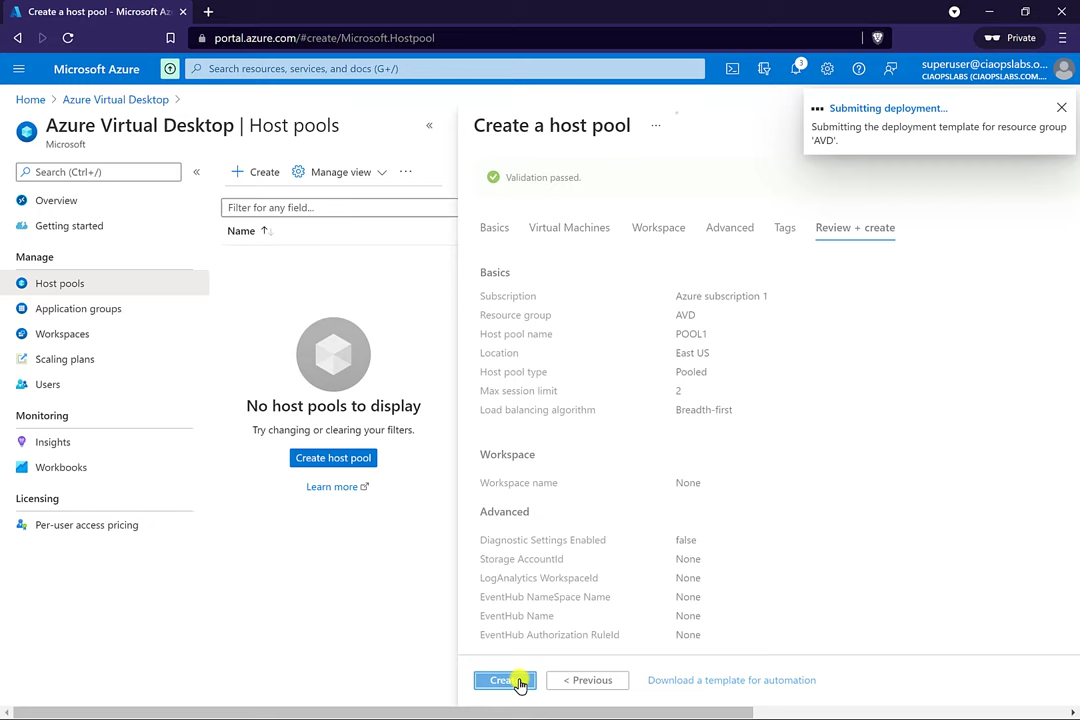 Create a host pool - Microsoft Az
portal.azure.com/#create/Microsoft.Hostpool
Private
Microsoft Azure
Search resources, services, and docs (G+/)
3
superuser@ciaopslabs.o...
CIAOPSLABS (CIAOPSLABS.COM....
Home > Azure Virtual Desktop >
Azure Virtual Desktop | Host pools
Microsoft
Search (Ctrl+/)
Overview
Getting started
Manage
Host pools
Application groups
Workspaces
Scaling plans
Users
Monitoring
Insights
Workbooks
Licensing
Per-user access pricing
Create
Manage view
Filter for any field...
Name
No host pools to display
Try changing or clearing your filters.
Create host pool
Learn more
Create a host pool
Submitting deployment...
Submitting the deployment template for resource group
'AVD'.
Validation passed.
Basics Virtual Machines Workspace Advanced Tags Review + create
Basics
Subscription Azure subscription 1
Resource group AVD
Host pool name POOL1
Location East US
Host pool type Pooled
Max session limit 2
Load balancing algorithm Breadth-first
Workspace
Workspace name None
Advanced
Diagnostic Settings Enabled false
Storage AccountId None
LogAnalytics WorkspaceId None
EventHub NameSpace Name None
EventHub Name None
EventHub Authorization RuleId None
< Previous
Download a template for automation